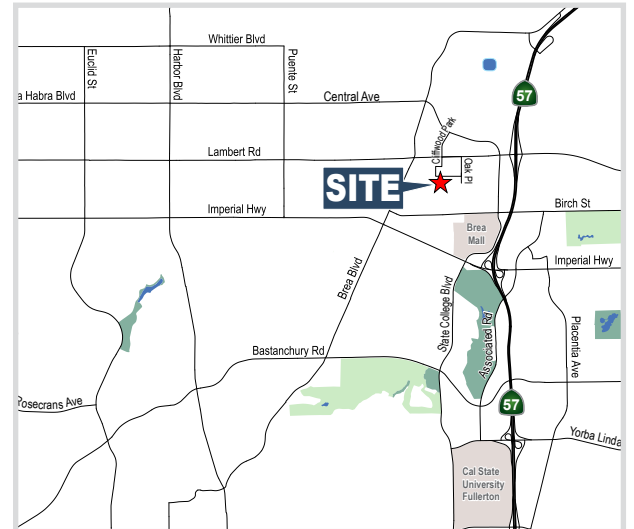 Whittier Blvd
Euclid St
Harbor Blvd
Puente St
57
a Habra Blvd
Central Ave
Cliffwood Park
Lambert Rd
Oak Pl
SITE
Imperial Hwy
Birch St
Brea
Mall
Imperial Hwy
Brea Blvd
State College Blvd
Associated Rd
Placentia Ave
Bastanchury Rd
Rosecrans Ave
57
Yorba Linda
Cal State
University
Fullerton